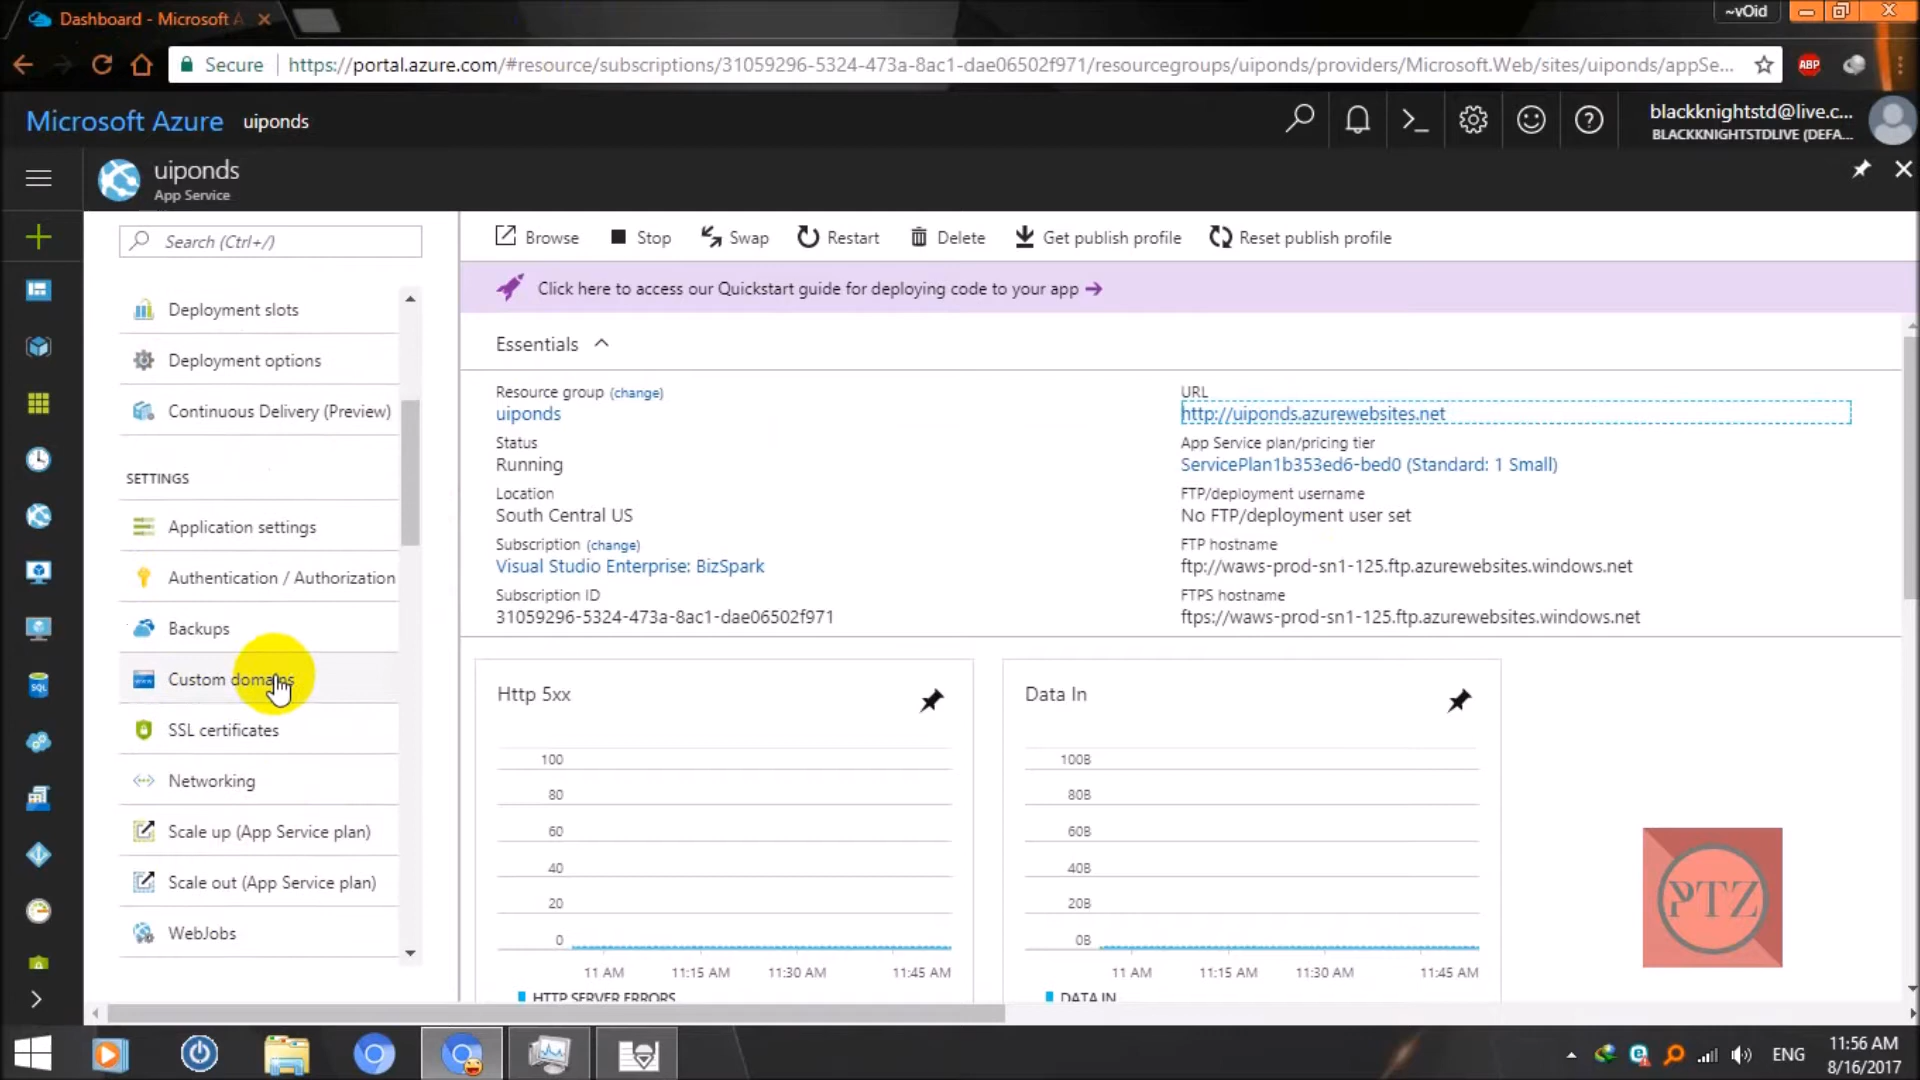 Dashboard - Microsoft A
~vOid
Secure
https://portal.azure.com/#resource/subscriptions/31059296-5324-473a-8ac1-dae06502f971/resourcegroups/uiponds/providers/Microsoft.Web/sites/uiponds/appSe...
ABP
Microsoft Azure uiponds
blackknightstd@live.c...
BLACKKNIGHTSTDLIVE (DEFA...
uiponds
App Service
Search (Ctrl+/)
Deployment slots
Deployment options
Continuous Delivery (Preview)
SETTINGS
Application settings
Authentication / Authorization
Backups
Custom domains
SSL certificates
Networking
Scale up (App Service plan)
Scale out (App Service plan)
WebJobs
Browse Stop Swap Restart Delete Get publish profile Reset publish profile
Click here to access our Quickstart guide for deploying code to your app
Essentials
Resource group (change)
uiponds
Status
Running
Location
South Central US
Subscription (change)
Visual Studio Enterprise: BizSpark
Subscription ID
31059296-5324-473a-8ac1-dae06502f971
URL
http://uiponds.azurewebsites.net
App Service plan/pricing tier
ServicePlan1b353ed6-bed0 (Standard: 1 Small)
FTP/deployment username
No FTP/deployment user set
FTP hostname
ftp://waws-prod-sn1-125.ftp.azurewebsites.windows.net
FTPS hostname
ftps://waws-prod-sn1-125.ftp.azurewebsites.windows.net
Http 5xx
100
80
60
40
20
0
11 AM 11:15 AM 11:30 AM 11:45 AM
HTTP SERVER ERRORS
Data In
100B
80B
60B
40B
20B
0B
11 AM 11:15 AM 11:30 AM 11:45 AM
DATA IN
PTZ
SQL
ENG
11:56 AM
8/16/2017